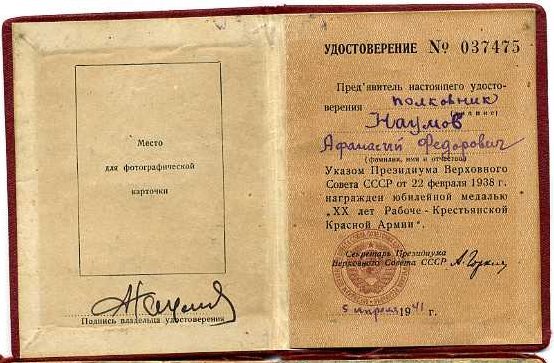 Место
для фотографической
карточки
Подпись владельца удостоверения
УДОСТОВЕРЕНИЕ № 037475
Пред'явитель настоящего удосто-
верения полковник
(звание)
Наумов
Афанасий Федорович
(фамилия, имя и отчество)
Указом Президиума Верховного
Совета СССР от 22 февраля 1938 г.
награжден юбилейной медалью
„XX лет Рабоче-Крестьянской
Красной Армии".
Секретарь Президиума
Верховного Совета СССР А. Горкин
5 апреля 1941 г.